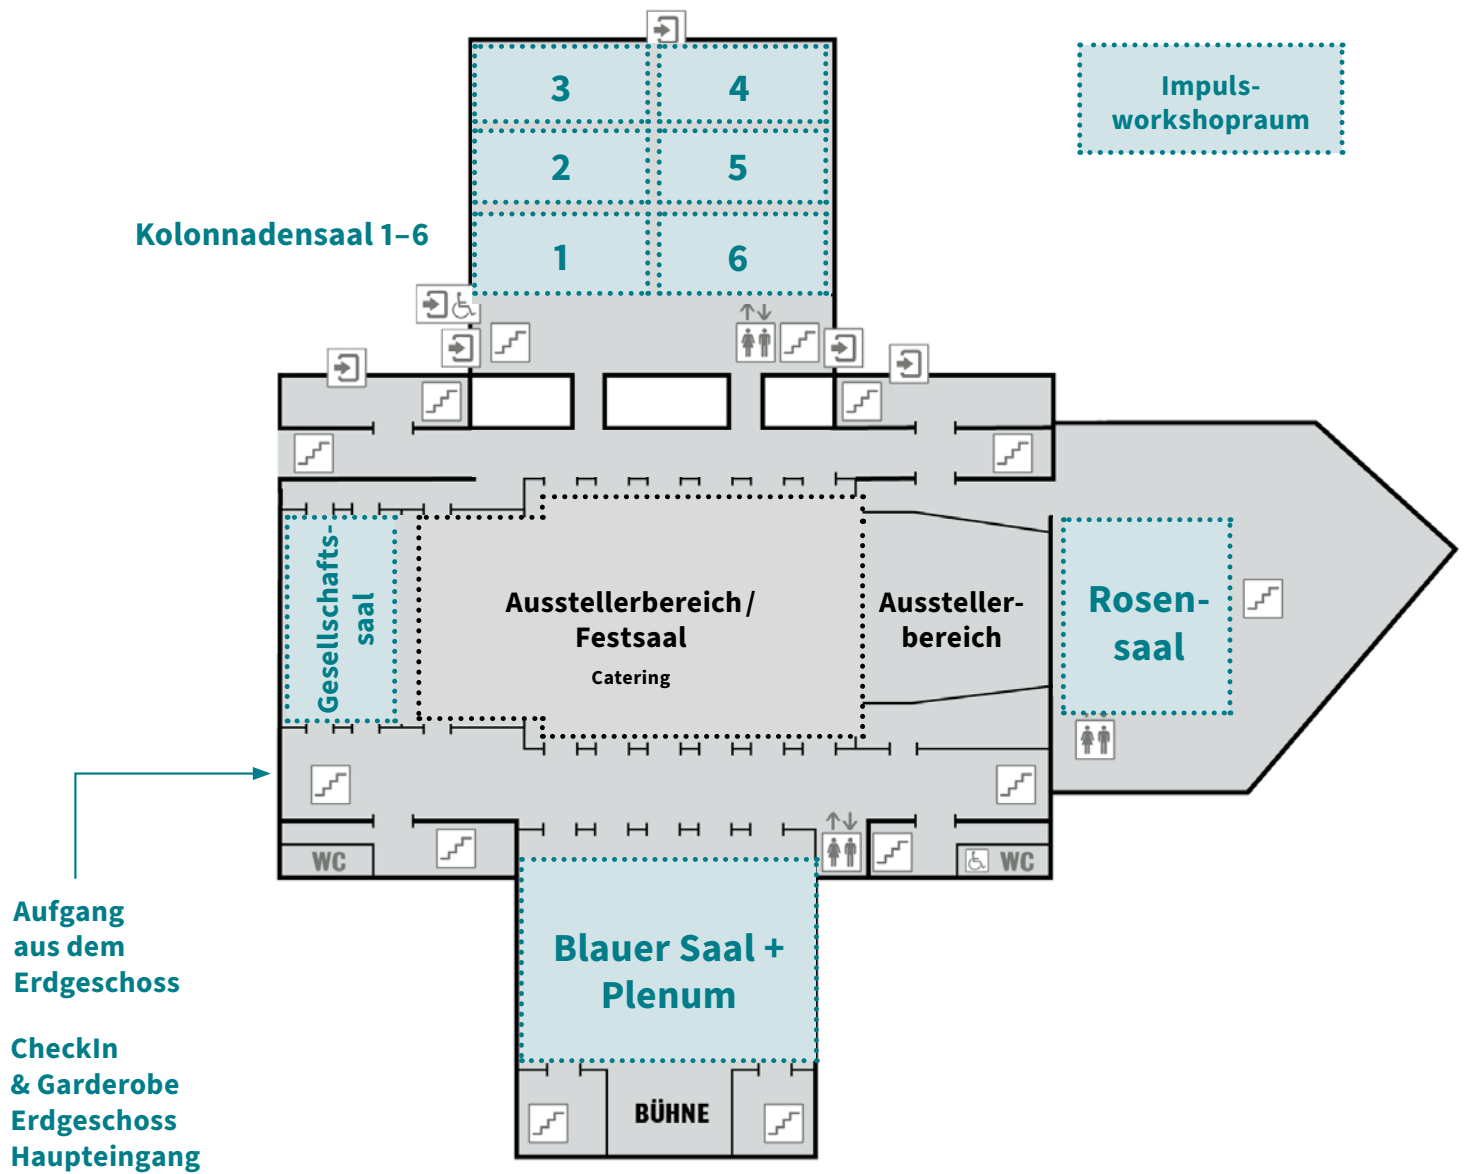 3
4
Impuls-
workshopraum
2
5
Kolonnadensaal 1–6
1
6
Gesellschafts-
saal
Ausstellerbereich /
Festsaal
Catering
Aussteller-
bereich
Rosen-
saal
WC
WC
Aufgang
aus dem
Erdgeschoss
Blauer Saal +
Plenum
CheckIn
& Garderobe
Erdgeschoss
Haupteingang
BÜHNE